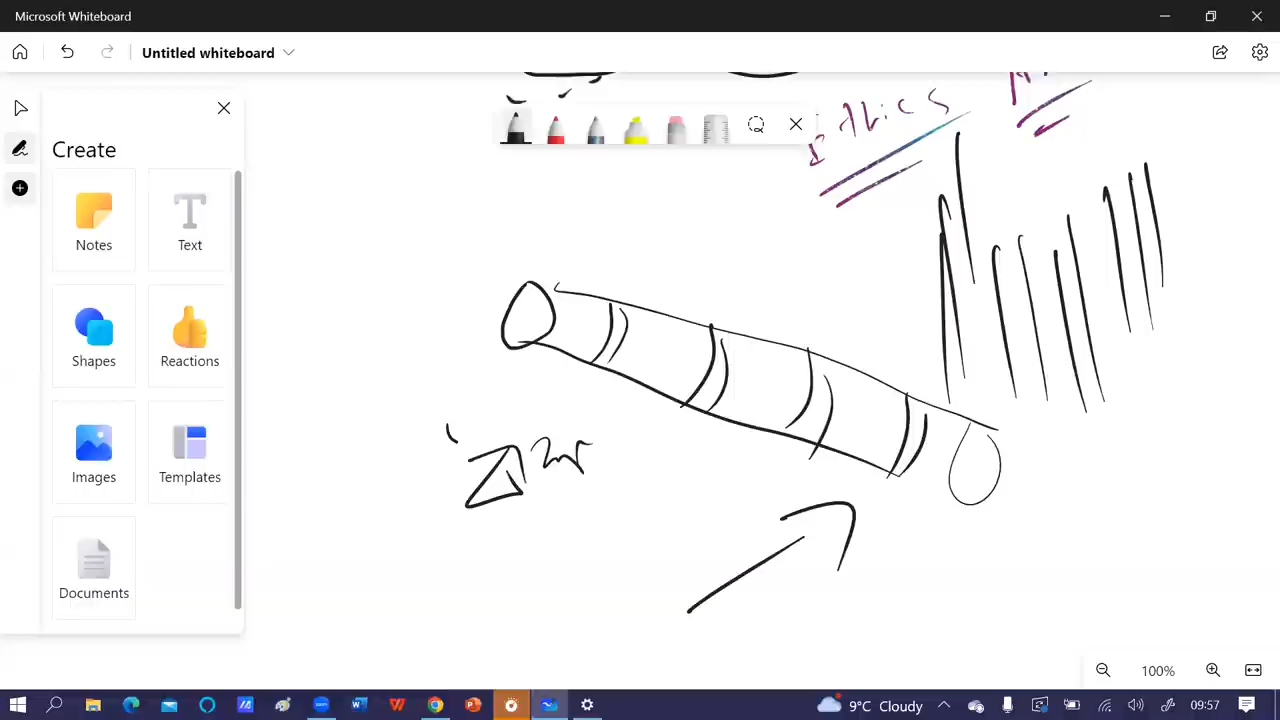 Microsoft Whiteboard
Untitled whiteboard
Create
Notes
Text
Shapes
Reactions
Images
Templates
Documents
100%
9°C Cloudy
09:57